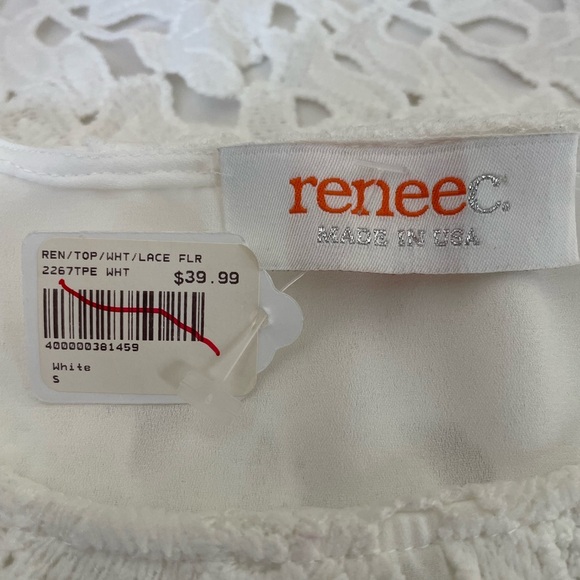 reneeC.
MADE IN USA
REN/TOP/WHT/LACE FLR
2267TPE WHT $39.99
400000381459
White
S